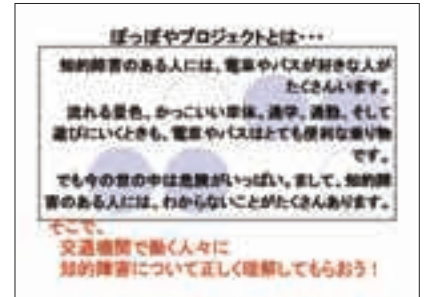 ぽっぽやプロジェクトとは・・・
知的障害のある人には、電車やバスが好きな人が
たくさんいます。
流れる景色、かっこいい車体。通学、通勤、そして
遊びにいくときも、電車やバスはとても便利な乗り物
です。
でも今の世の中は危険がいっぱい。まして、知的障
害のある人には、わからないことがたくさんあります。
そこで、
交通機関で働く人々に
知的障害について正しく理解してもらおう！